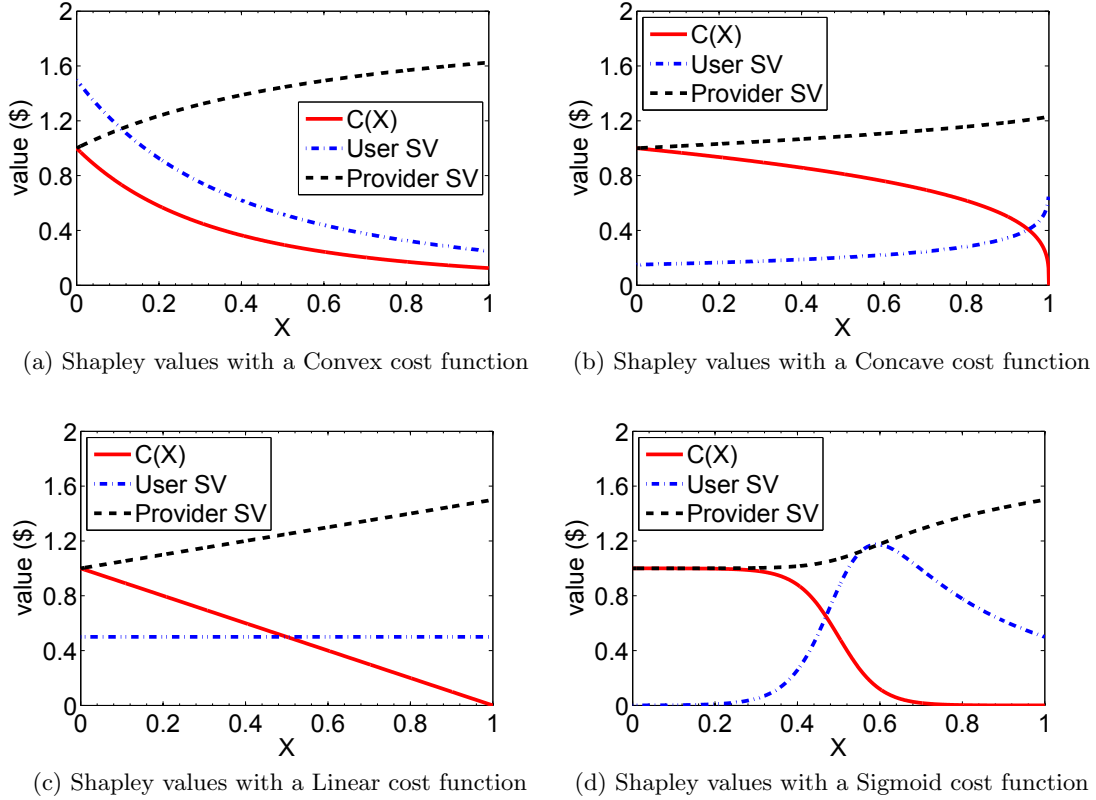 2
1.6
1.2
0.8
0.4
0
value ($)
C(X)
User SV
Provider SV
0 0.2 0.4 0.6 0.8 1
X
(a) Shapley values with a Convex cost function
2
1.6
1.2
0.8
0.4
0
value ($)
C(X)
User SV
Provider SV
0 0.2 0.4 0.6 0.8 1
X
(b) Shapley values with a Concave cost function
2
1.6
1.2
0.8
0.4
0
value ($)
C(X)
User SV
Provider SV
0 0.2 0.4 0.6 0.8 1
X
(c) Shapley values with a Linear cost function
2
1.6
1.2
0.8
0.4
0
value ($)
C(X)
User SV
Provider SV
0 0.2 0.4 0.6 0.8 1
X
(d) Shapley values with a Sigmoid cost function